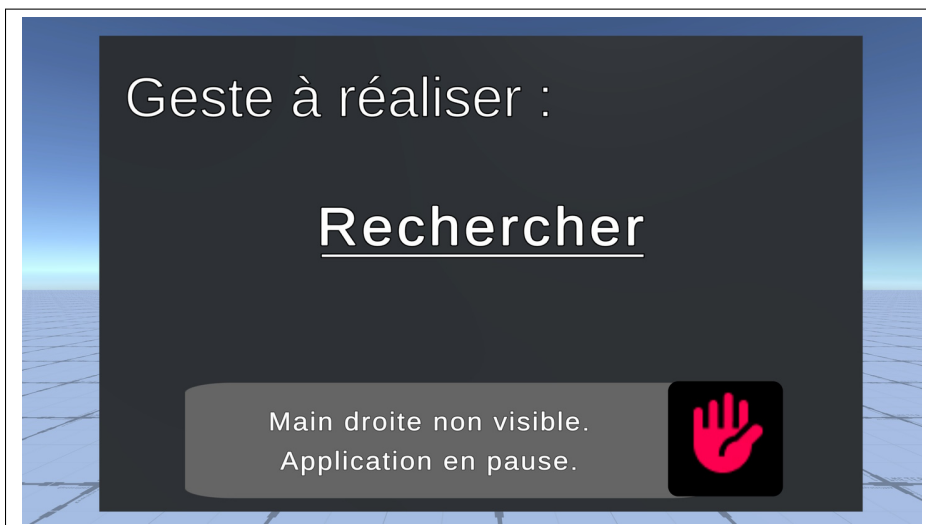 Geste à réaliser :
Rechercher
Main droite non visible.
Application en pause.